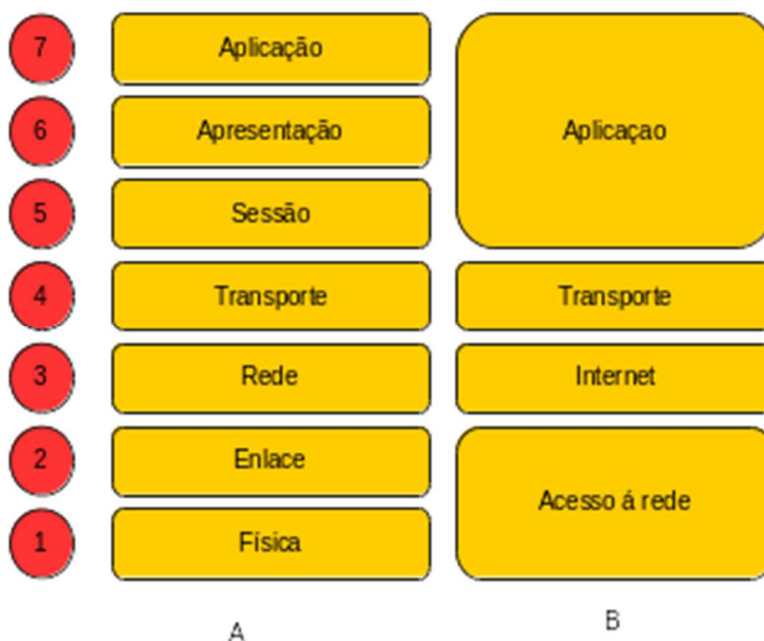 7 Aplicação Aplicaçao
6 Apresentação
5 Sessão
4 Transporte Transporte
3 Rede Internet
2 Enlace Acesso á rede
1 Física
A B